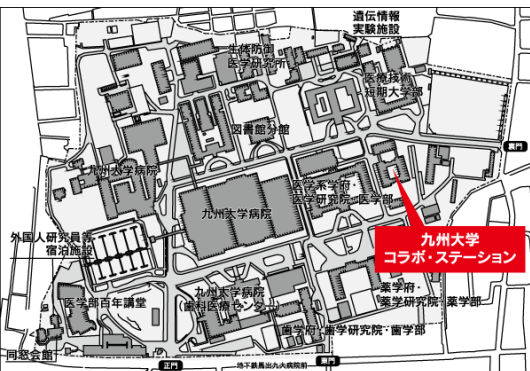 遺伝情報
実験施設
生体防御
医学研究所
医療技術
短期大学部
図書館分館
裏門
九州大学病院
医学系学府・
医学研究院・医学部
九州大学病院
外国人研究員等
宿泊施設
九州大学
コラボ・ステーション
薬学府・
薬学研究院・薬学部
九州大学病院
(歯科医療センター)
医学部百年講堂
歯学府・歯学研究院・歯学部
同窓会館
正門
地下鉄馬出九大病院前